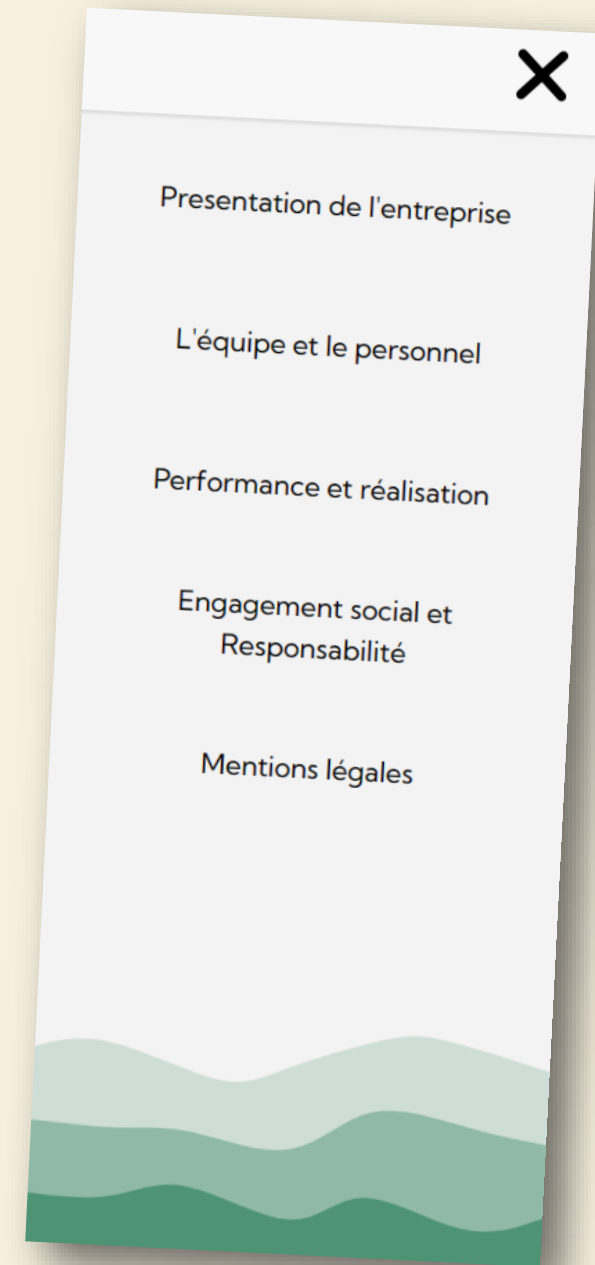 Presentation de l'entreprise
L'équipe et le personnel
Performance et réalisation
Engagement social et
Responsabilité
Mentions légales